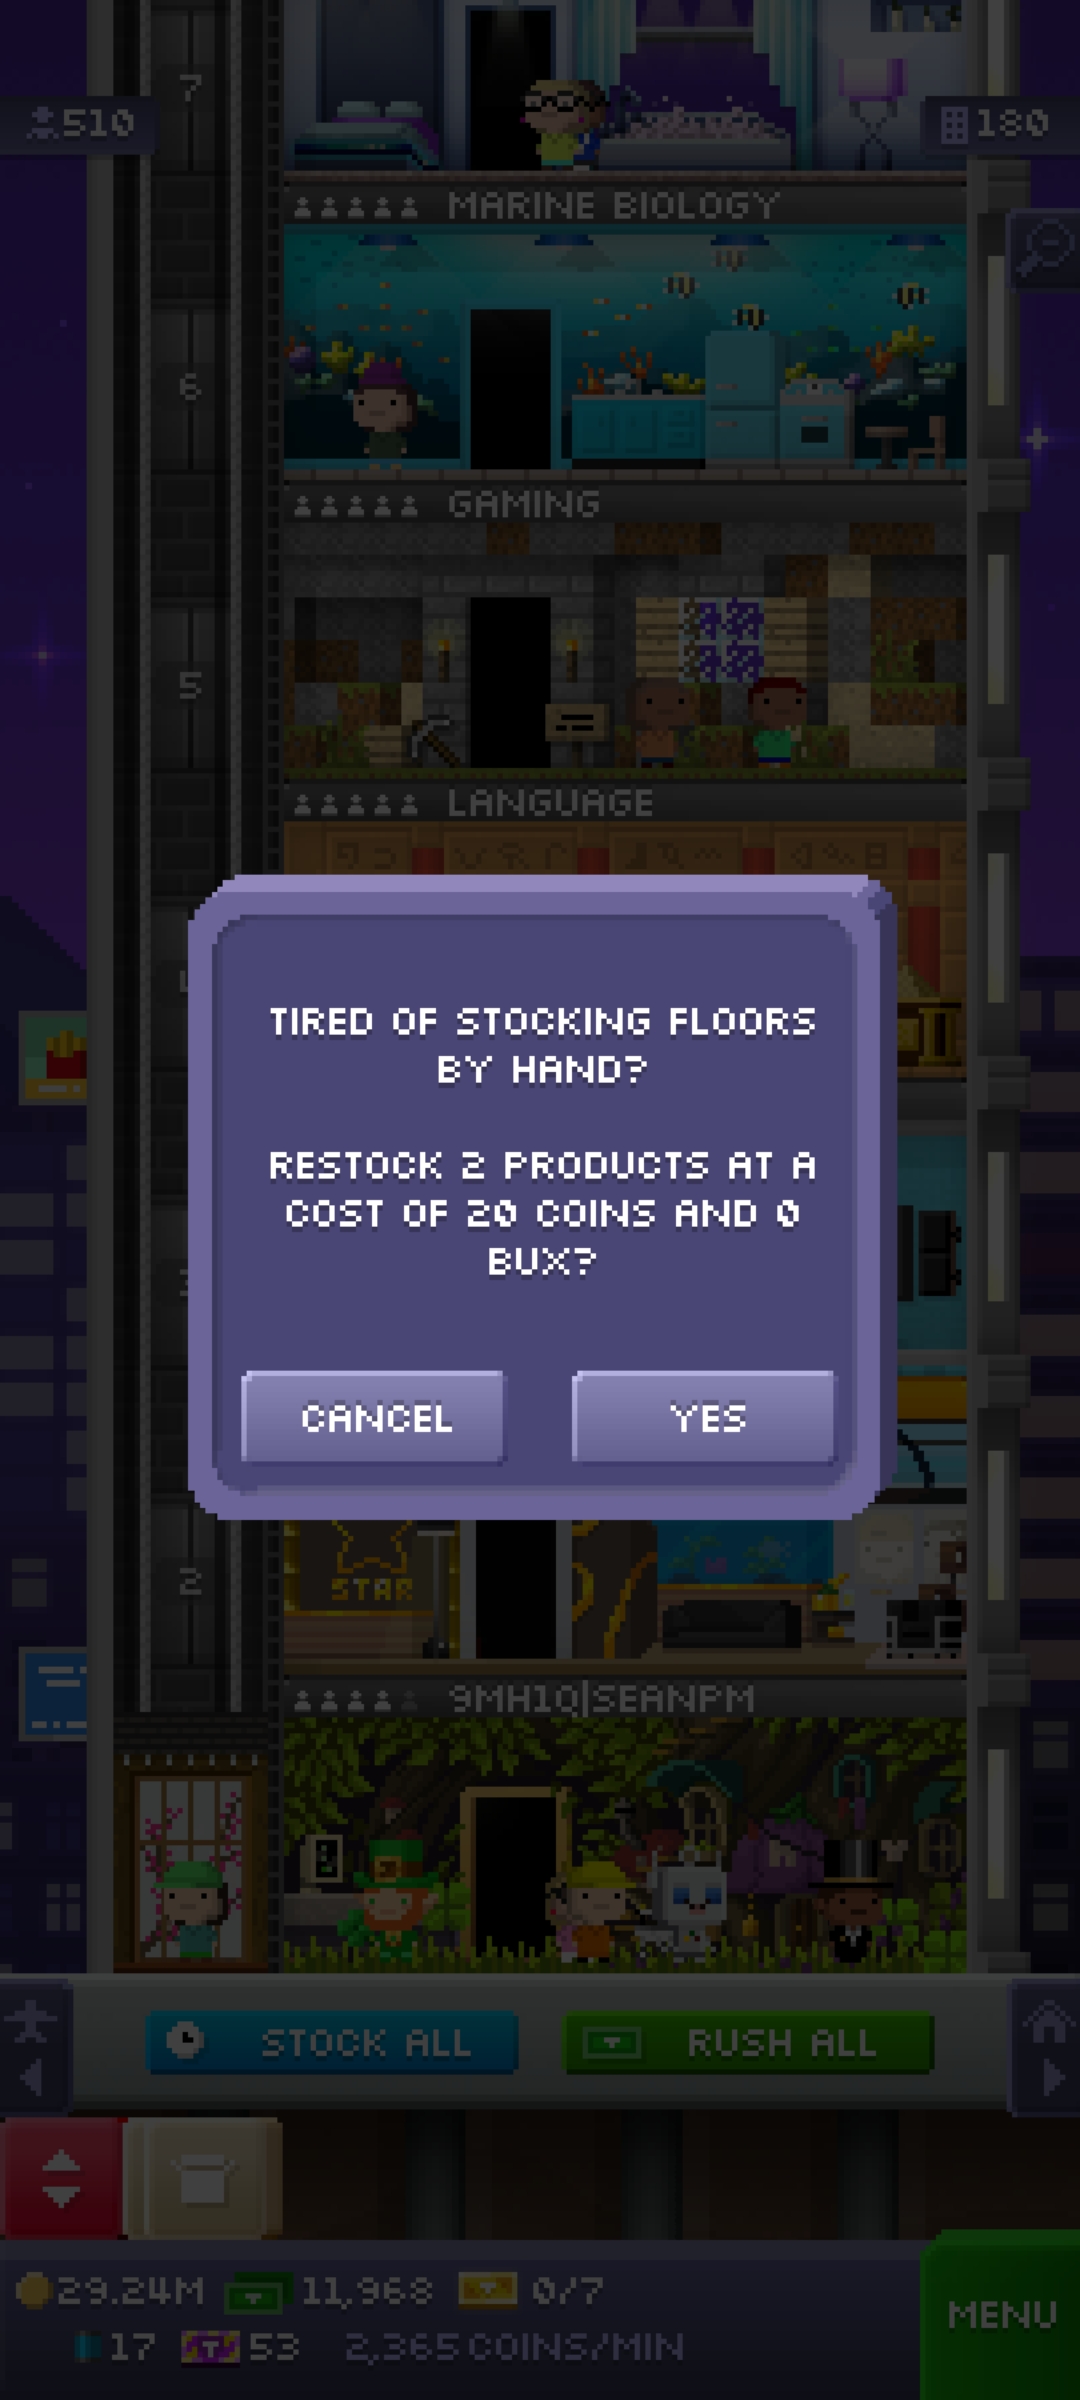 7
510
180
MARINE BIOLOGY
6
GAMING
5
LANGUAGE
TIRED OF STOCKING FLOORS
BY HAND?
RESTOCK 2 PRODUCTS AT A
COST OF 20 COINS AND 0
BUX?
CANCEL
YES
2
STAR
9MH1Q|SEANPM
STOCK ALL
RUSH ALL
29.24M
11,968
0/7
MENU
17
T
53
2,365 COINS/MIN